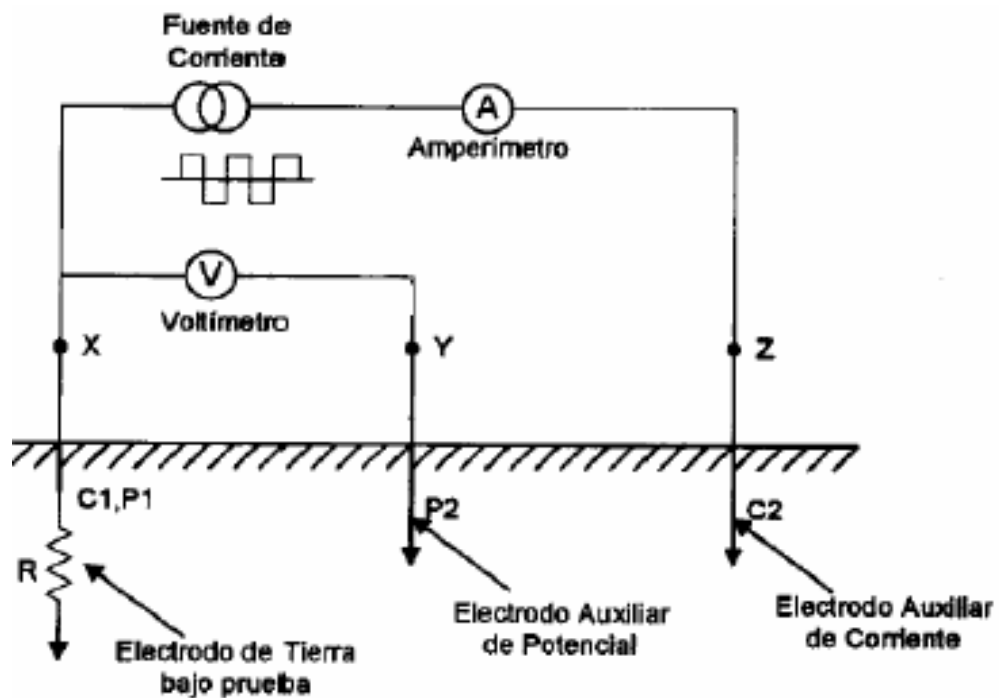 Fuente de
Corriente
A
Amperímetro
V
Voltímetro
X
Y
Z
C1,P1
P2
C2
R
Electrodo de Tierra
bajo prueba
Electrodo Auxiliar
de Potencial
Electrodo Auxiliar
de Corriente